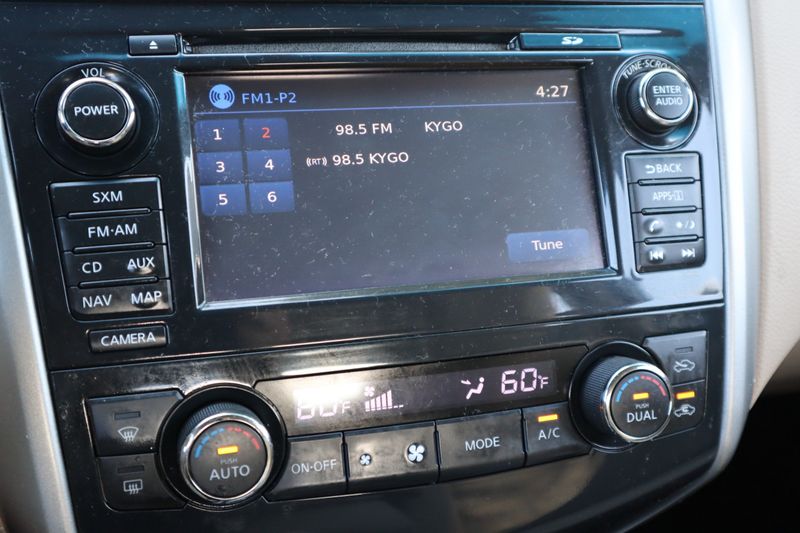 VOL
POWER
SXM
FM·AM
CD AUX
NAV MAP
CAMERA
FM1-P2 4:27
1 2 98.5 FM KYGO
3 4 (RT) 98.5 KYGO
5 6
Tune
TUNE·SCROLL
ENTER
AUDIO
BACK
APPS·i
60°F
60°F
PUSH
AUTO
ON·OFF
MODE
A/C
PUSH
DUAL